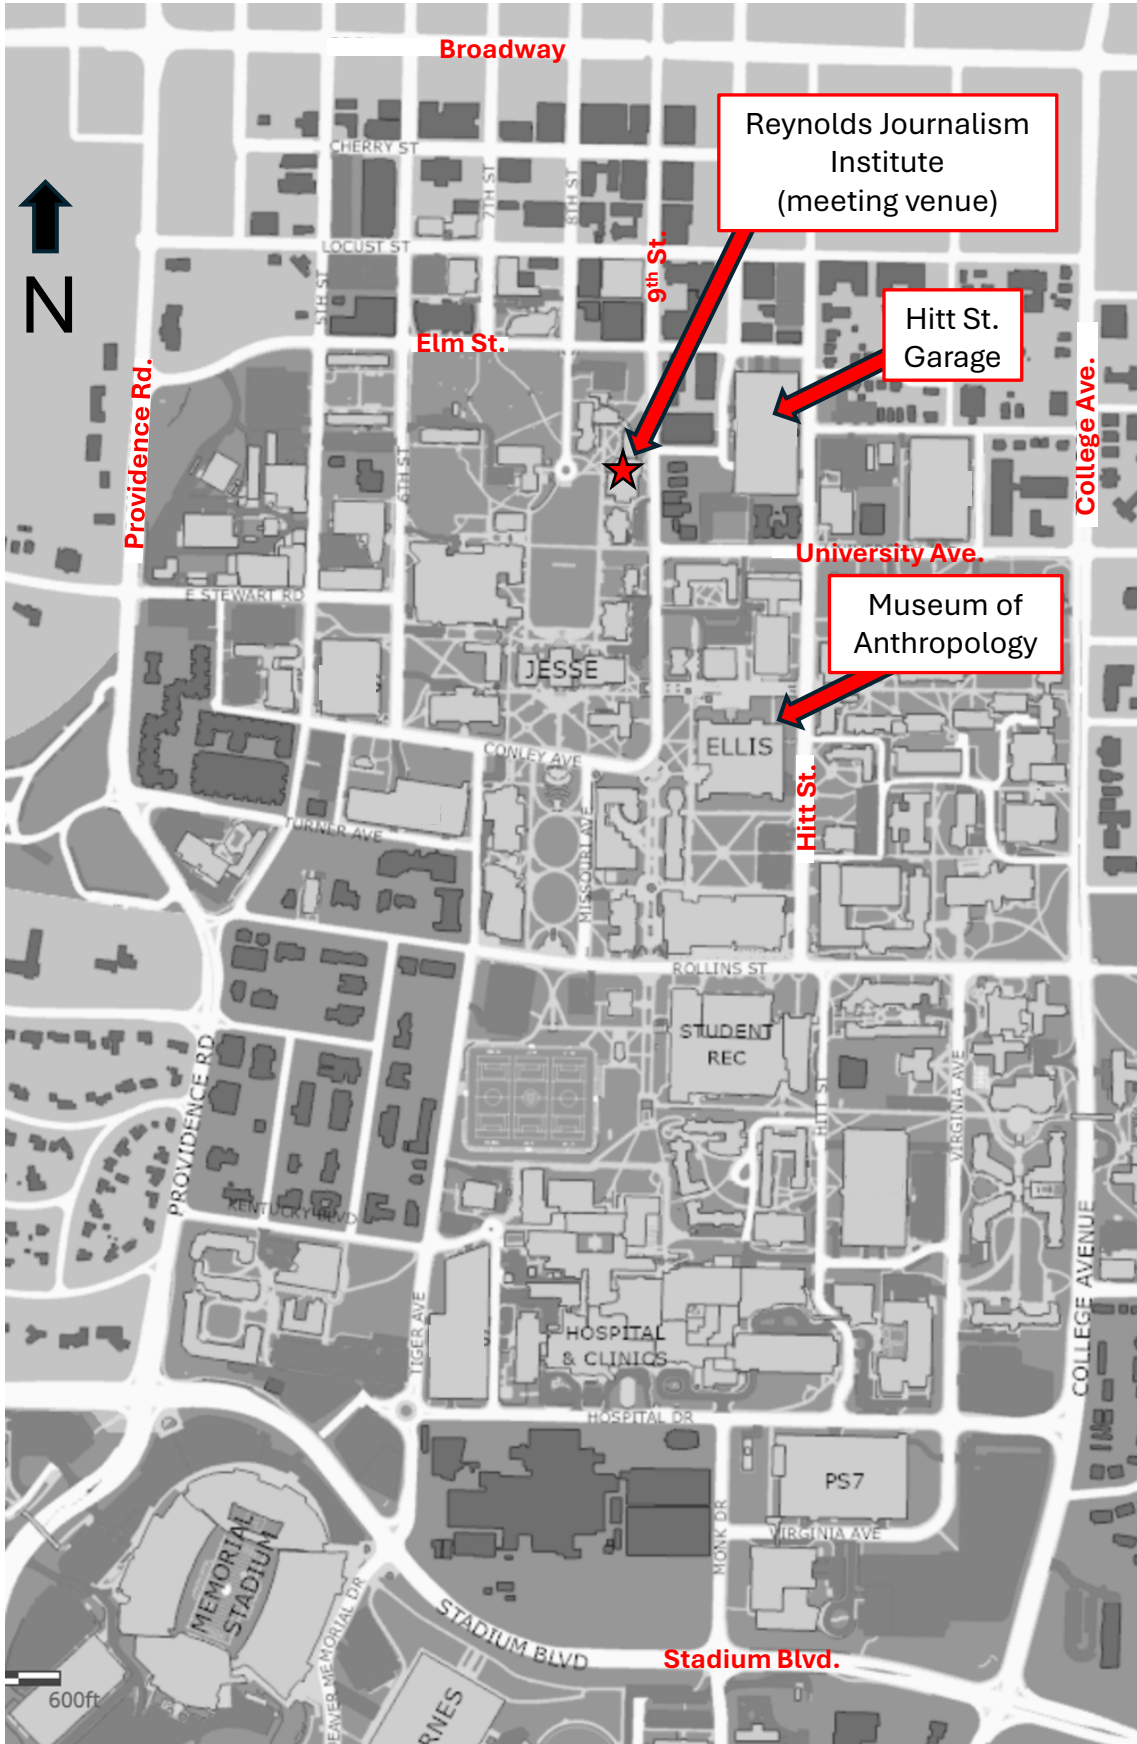 Broadway
Reynolds Journalism
Institute
(meeting venue)
CHERRY ST
7TH ST
8TH ST
N
LOCUST ST
9th St.
5TH ST
Hitt St.
Garage
Elm St.
Providence Rd.
College Ave.
6TH ST
University Ave.
E STEWART RD
Museum of
Anthropology
JESSE
ELLIS
CONLEY AVE
Hitt St.
TURNER AVE
MISSOURI AVE
ROLLINS ST
STUDENT
REC
PROVIDENCE RD
HITT ST
VIRGINIA AVE
KENTUCKY BLVD
COLLEGE AVENUE
TIGER AVE
HOSPITAL
& CLINICS
HOSPITAL DR
PS7
MONK DR
VIRGINIA AVE
MEMORIAL
STADIUM
STADIUM BLVD
Stadium Blvd.
600ft
EAVER MEMORIAL DR
RNES